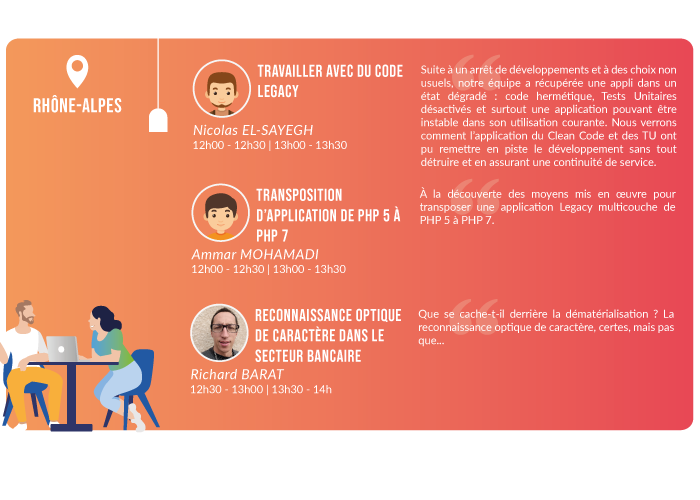 RHÔNE-ALPES
TRAVAILLER AVEC DU CODE
LEGACY
Nicolas EL-SAYEGH
12h00 - 12h30 | 13h00 - 13h30
Suite à un arrêt de développements et à des choix non
usuels, notre équipe a récupérée une appli dans un
état dégradé : code hermétique, Tests Unitaires
désactivés et surtout une application pouvant être
instable dans son utilisation courante. Nous verrons
comment l'application du Clean Code et des TU ont
pu remettre en piste le développement sans tout
détruire et en assurant une continuité de service.
TRANSPOSITION
D'APPLICATION DE PHP 5 À
PHP 7
Ammar MOHAMADI
12h00 - 12h30 | 13h00 - 13h30
À la découverte des moyens mis en œuvre pour
transposer une application Legacy multicouche de
PHP 5 à PHP 7.
RECONNAISSANCE OPTIQUE
DE CARACTÈRE DANS LE
SECTEUR BANCAIRE
Richard BARAT
12h30 - 13h00 | 13h30 - 14h
Que se cache-t-il derrière la dématérialisation ? La
reconnaissance optique de caractère, certes, mais pas
que...